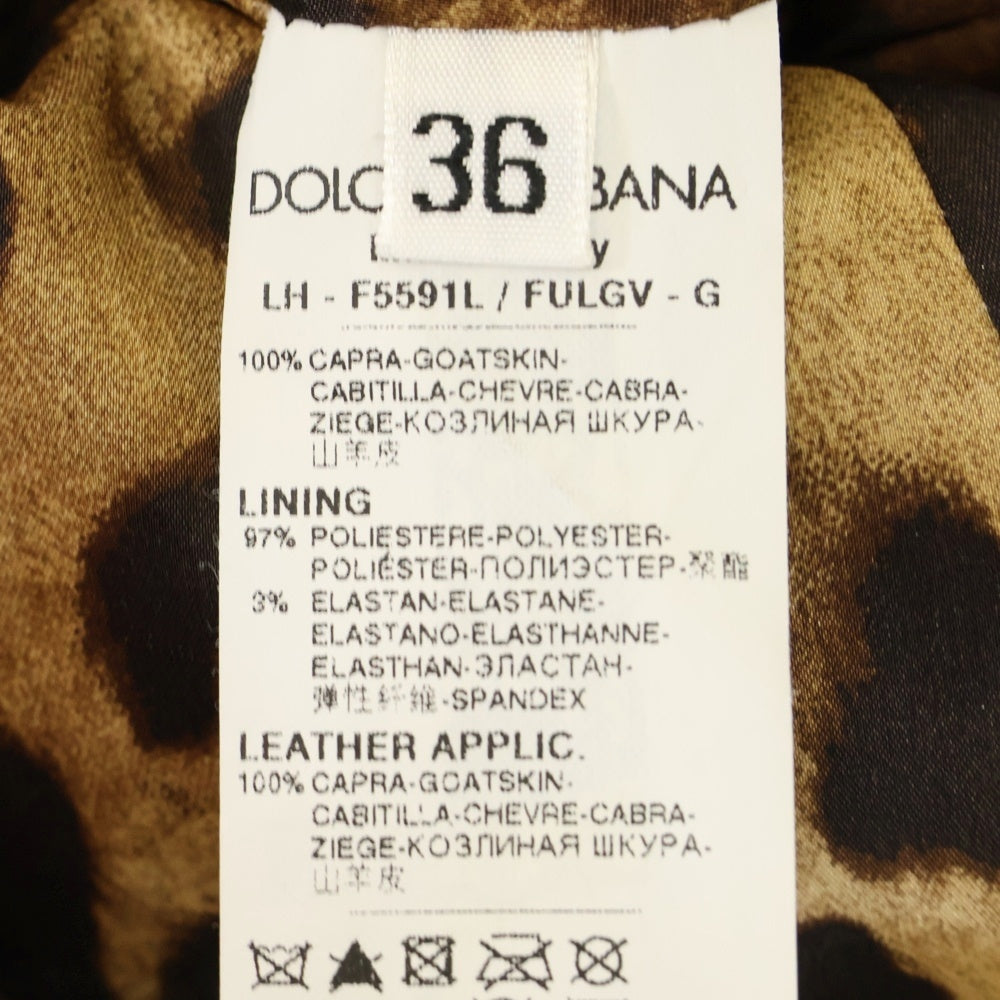 36
DOLC BANA
y
LH - F5591L / FULGV - G
100% CAPRA-GOATSKIN-
CABITILLA-CHEVRE-CABRA-
ZIEGE-КОЗЛИНАЯ ШКУРА-
山羊皮
LINING
97% POLIESTERE-POLYESTER-
POLIÉSTER-ПОЛИЭСТЕР-聚酯
3% ELASTAN-ELASTANE-
ELASTANO-ELASTHANNE-
ELASTHAN-ЭЛАСТАН-
弹性纤维-SPANDEX
LEATHER APPLIC.
100% CAPRA-GOATSKIN-
CABITILLA-CHEVRE-CABRA-
ZIEGE-КОЗЛИНАЯ ШКУРА-
山羊皮